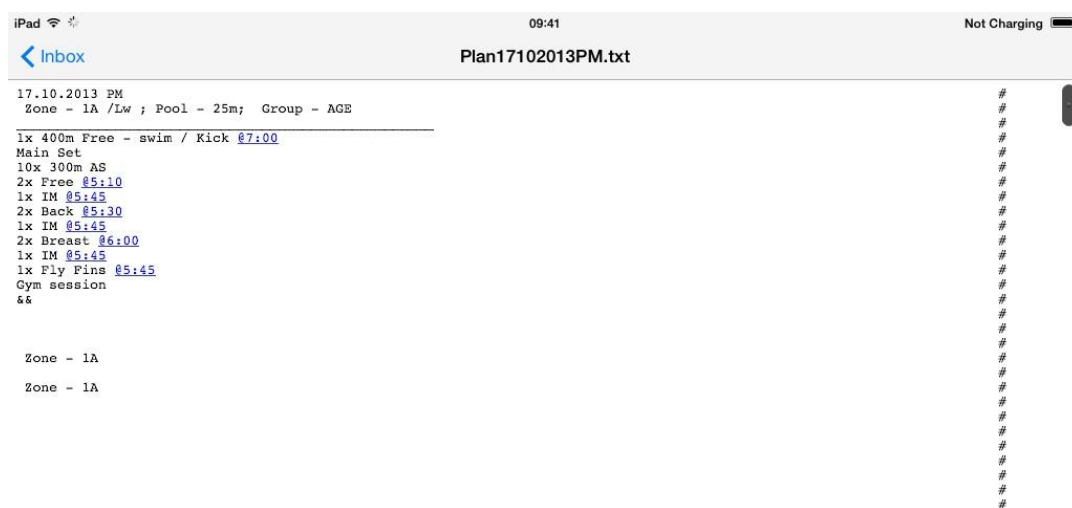 iPad 09:41 Not Charging
Inbox Plan17102013PM.txt
17.10.2013 PM #
Zone - 1A /Lw ; Pool - 25m; Group - AGE #
#
1x 400m Free - swim / Kick @7:00 #
Main Set #
10x 300m AS #
2x Free @5:10 #
1x IM @5:45 #
2x Back @5:30 #
1x IM @5:45 #
2x Breast @6:00 #
1x IM @5:45 #
1x Fly Fins @5:45 #
Gym session #
&& #
#
#
#
Zone - 1A #
#
Zone - 1A #
#
#
#
#
#
#
#
#